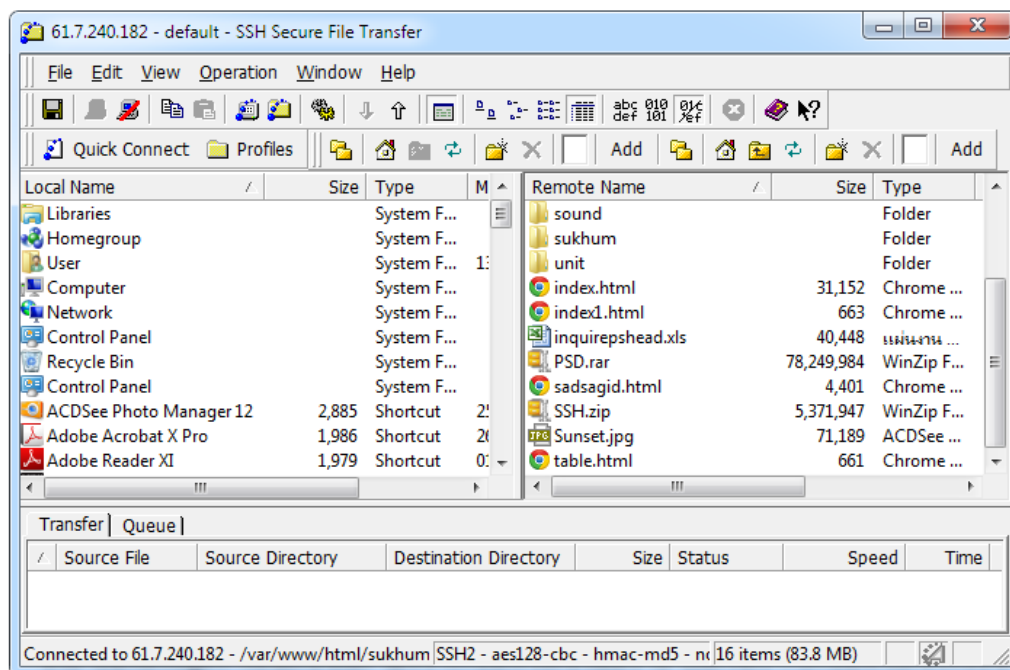 61.7.240.182 - default - SSH Secure File Transfer
File Edit View Operation Window Help
abc def 010 101
Quick Connect Profiles Add Add
Local Name Size Type M
Libraries System F...
Homegroup System F...
User System F... 13
Computer System F...
Network System F...
Control Panel System F...
Recycle Bin System F...
Control Panel System F...
ACDSee Photo Manager 12 2,885 Shortcut 25
Adobe Acrobat X Pro 1,986 Shortcut 26
Adobe Reader XI 1,979 Shortcut 01
Remote Name Size Type
sound Folder
sukhum Folder
unit Folder
index.html 31,152 Chrome ...
index1.html 663 Chrome ...
inquirepshead.xls 40,448 แผ่นงาน ...
PSD.rar 78,249,984 WinZip F...
sadsagid.html 4,401 Chrome ...
SSH.zip 5,371,947 WinZip F...
Sunset.jpg 71,189 ACDSee ...
table.html 661 Chrome ...
Transfer Queue
Source File Source Directory Destination Directory Size Status Speed Time
Connected to 61.7.240.182 - /var/www/html/sukhum SSH2 - aes128-cbc - hmac-md5 - 16 items (83.8 MB)